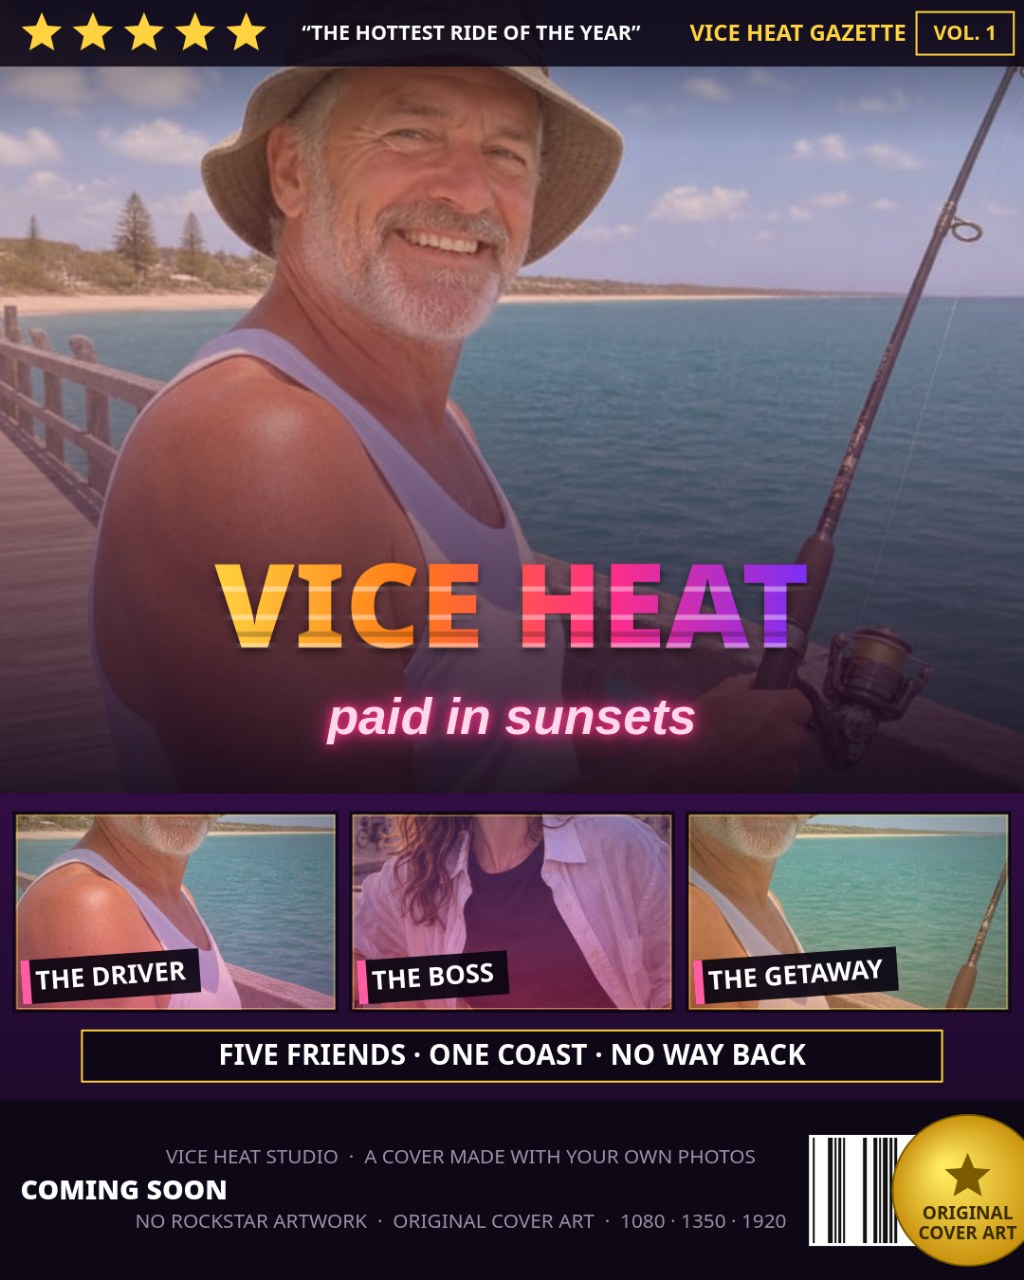 “THE HOTTEST RIDE OF THE YEAR” VICE HEAT GAZETTE VOL. 1
VICE HEAT
paid in sunsets
THE DRIVER
THE BOSS
THE GETAWAY
FIVE FRIENDS · ONE COAST · NO WAY BACK
VICE HEAT STUDIO · A COVER MADE WITH YOUR OWN PHOTOS
COMING SOON
NO ROCKSTAR ARTWORK · ORIGINAL COVER ART · 1080 · 1350 · 1920
ORIGINAL
COVER ART